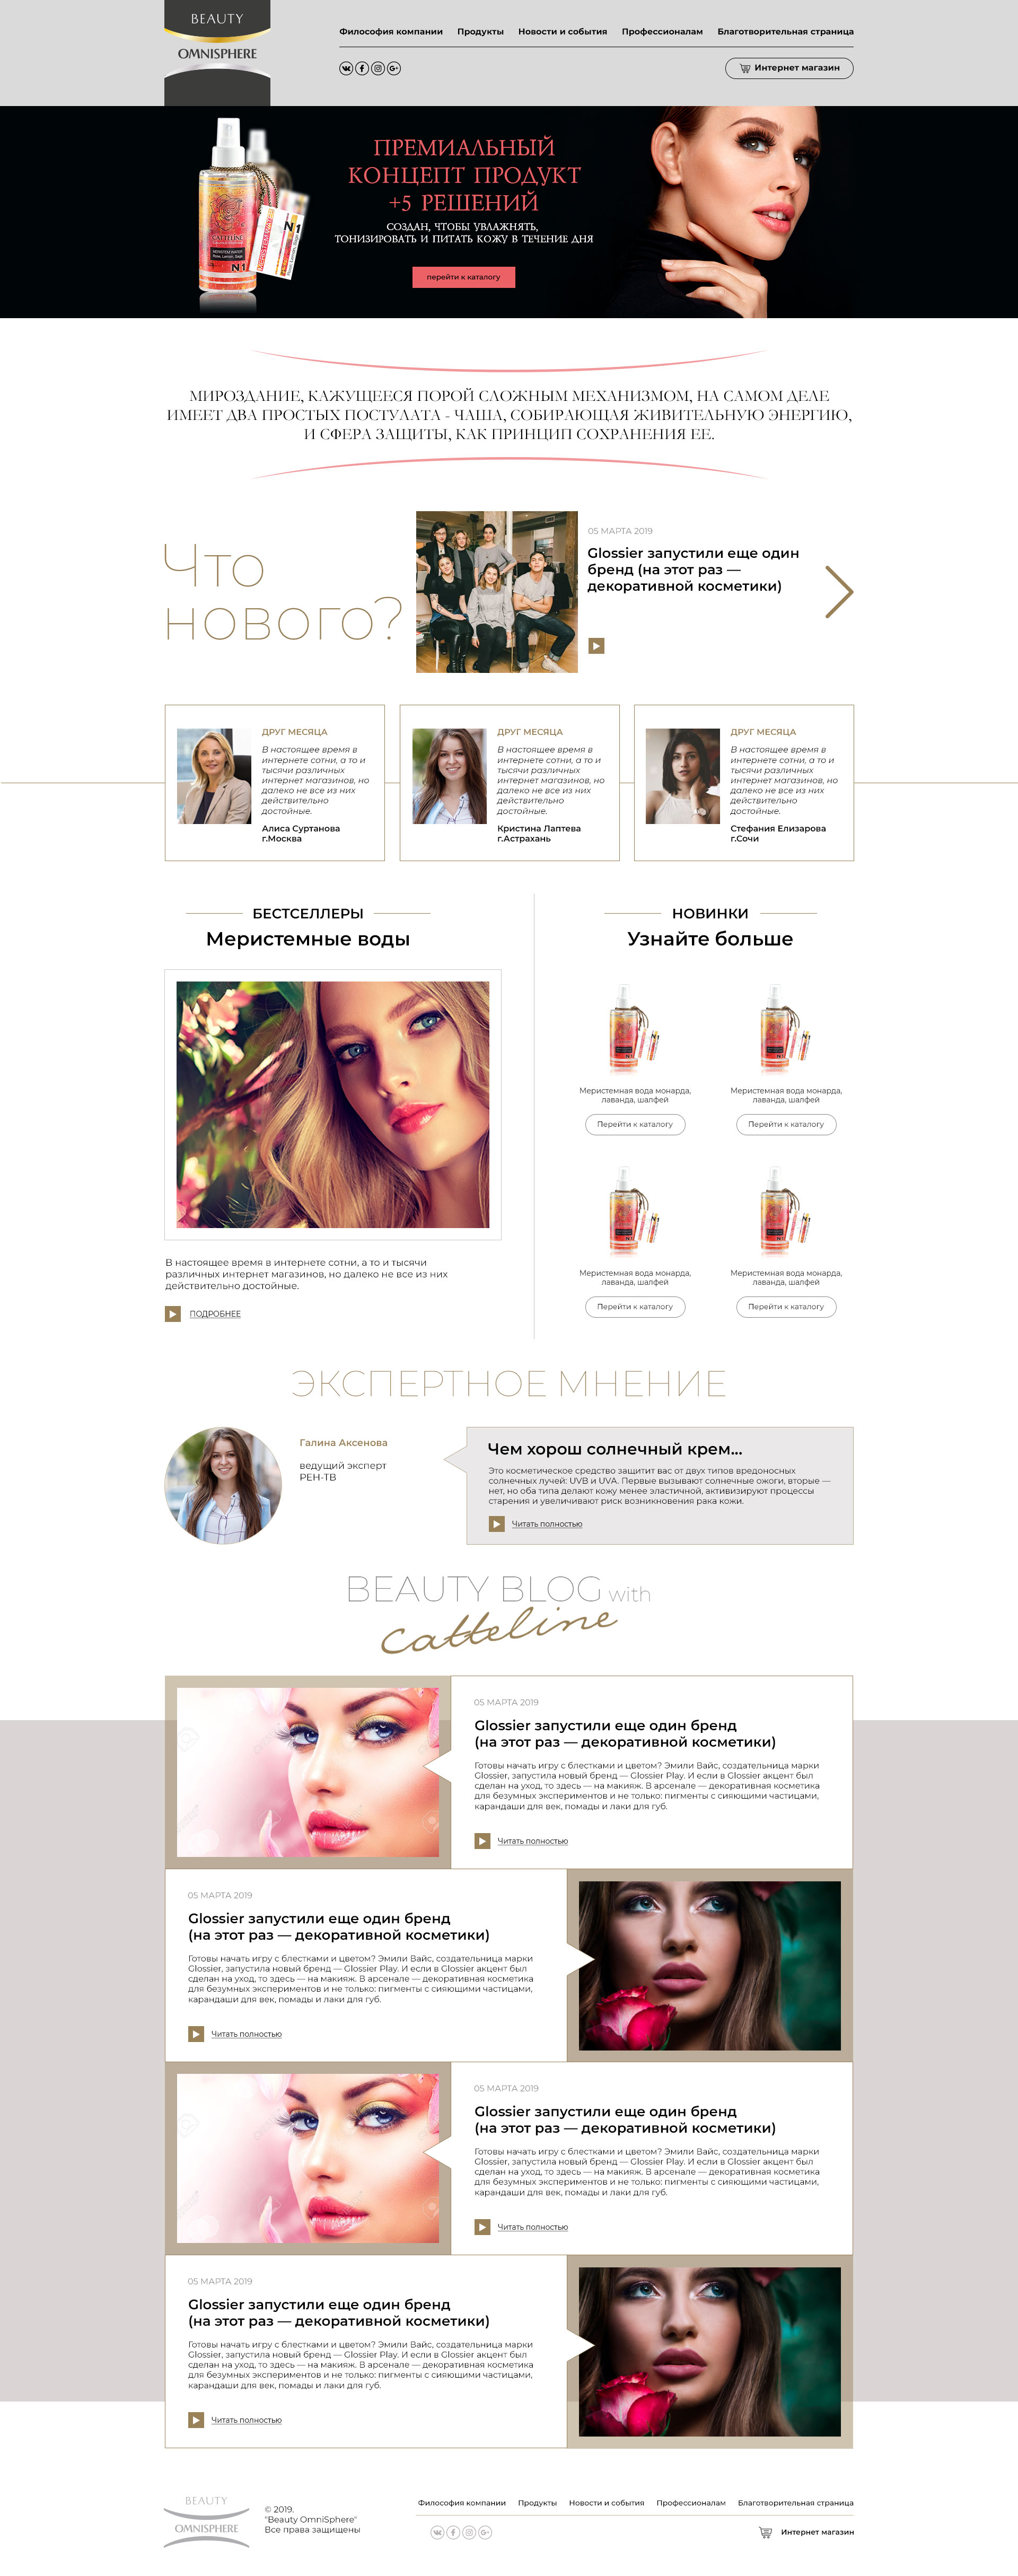 BEAUTY
OMNISPHERE
Философия компании Продукты Новости и события Профессионалам Благотворительная страница
Интернет магазин
ПРЕМИАЛЬНЫЙ
КОНЦЕПТ ПРОДУКТ
+5 РЕШЕНИЙ
СОЗДАН, ЧТОБЫ УВЛАЖНЯТЬ,
ТОНИЗИРОВАТЬ И ПИТАТЬ КОЖУ В ТЕЧЕНИЕ ДНЯ
перейти к каталогу
МИРОЗДАНИЕ, КАЖУЩЕЕСЯ ПОРОЙ СЛОЖНЫМ МЕХАНИЗМОМ, НА САМОМ ДЕЛЕ
ИМЕЕТ ДВА ПРОСТЫХ ПОСТУЛАТА - ЧАША, СОБИРАЮЩАЯ ЖИВИТЕЛЬНУЮ ЭНЕРГИЮ,
И СФЕРА ЗАЩИТЫ, КАК ПРИНЦИП СОХРАНЕНИЯ ЕЕ.
Что
нового?
05 МАРТА 2019
Glossier запустили еще один
бренд (на этот раз —
декоративной косметики)
ДРУГ МЕСЯЦА
В настоящее время в
интернете сотни, а то и
тысячи различных
интернет магазинов, но
далеко не все из них
действительно
достойные.
Алиса Суртанова
г.Москва
ДРУГ МЕСЯЦА
В настоящее время в
интернете сотни, а то и
тысячи различных
интернет магазинов, но
далеко не все из них
действительно
достойные.
Кристина Лаптева
г.Астрахань
ДРУГ МЕСЯЦА
В настоящее время в
интернете сотни, а то и
тысячи различных
интернет магазинов, но
далеко не все из них
действительно
достойные.
Стефания Елизарова
г.Сочи
БЕСТСЕЛЛЕРЫ
Меристемные воды
В настоящее время в интернете сотни, а то и тысячи
различных интернет магазинов, но далеко не все из них
действительно достойные.
ПОДРОБНЕЕ
НОВИНКИ
Узнайте больше
Меристемная вода монарда,
лаванда, шалфей
Перейти к каталогу
Меристемная вода монарда,
лаванда, шалфей
Перейти к каталогу
Меристемная вода монарда,
лаванда, шалфей
Перейти к каталогу
Меристемная вода монарда,
лаванда, шалфей
Перейти к каталогу
ЭКСПЕРТНОЕ МНЕНИЕ
Галина Аксенова
ведущий эксперт
РЕН-ТВ
Чем хорош солнечный крем...
Это косметическое средство защитит вас от двух типов вредоносных
солнечных лучей: UVB и UVA. Первые вызывают солнечные ожоги, вторые —
нет, но оба типа делают кожу менее эластичной, активизируют процессы
старения и увеличивают риск возникновения рака кожи.
Читать полностью
BEAUTY BLOG with
catteline
05 МАРТА 2019
Glossier запустили еще один бренд
(на этот раз — декоративной косметики)
Готовы начать игру с блестками и цветом? Эмили Вайс, создательница марки
Glossier, запустила новый бренд — Glossier Play. И если в Glossier акцент был
сделан на уход, то здесь — на макияж. В арсенале — декоративная косметика
для безумных экспериментов и не только: пигменты с сияющими частицами,
карандаши для век, помады и лаки для губ.
Читать полностью
05 МАРТА 2019
Glossier запустили еще один бренд
(на этот раз — декоративной косметики)
Готовы начать игру с блестками и цветом? Эмили Вайс, создательница марки
Glossier, запустила новый бренд — Glossier Play. И если в Glossier акцент был
сделан на уход, то здесь — на макияж. В арсенале — декоративная косметика
для безумных экспериментов и не только: пигменты с сияющими частицами,
карандаши для век, помады и лаки для губ.
Читать полностью
05 МАРТА 2019
Glossier запустили еще один бренд
(на этот раз — декоративной косметики)
Готовы начать игру с блестками и цветом? Эмили Вайс, создательница марки
Glossier, запустила новый бренд — Glossier Play. И если в Glossier акцент был
сделан на уход, то здесь — на макияж. В арсенале — декоративная косметика
для безумных экспериментов и не только: пигменты с сияющими частицами,
карандаши для век, помады и лаки для губ.
Читать полностью
05 МАРТА 2019
Glossier запустили еще один бренд
(на этот раз — декоративной косметики)
Готовы начать игру с блестками и цветом? Эмили Вайс, создательница марки
Glossier, запустила новый бренд — Glossier Play. И если в Glossier акцент был
сделан на уход, то здесь — на макияж. В арсенале — декоративная косметика
для безумных экспериментов и не только: пигменты с сияющими частицами,
карандаши для век, помады и лаки для губ.
Читать полностью
BEAUTY
OMNISPHERE
© 2019.
"Beauty OmniSphere"
Все права защищены
Философия компании Продукты Новости и события Профессионалам Благотворительная страница
Интернет магазин